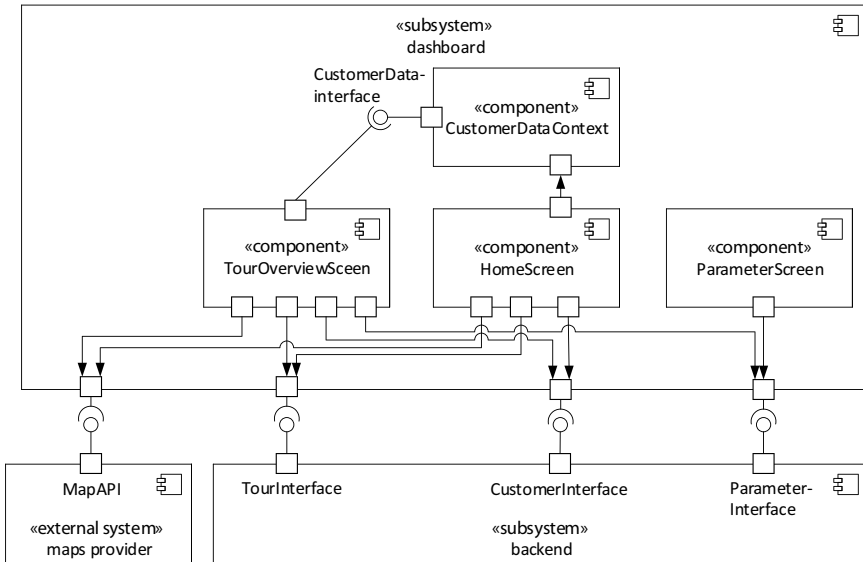 «subsystem»
dashboard
CustomerData-
interface
«component»
CustomerDataContext
«component»
TourOverviewSceen
«component»
HomeScreen
«component»
ParameterScreen
MapAPI
«external system»
maps provider
TourInterface
CustomerInterface
Parameter-
Interface
«subsystem»
backend